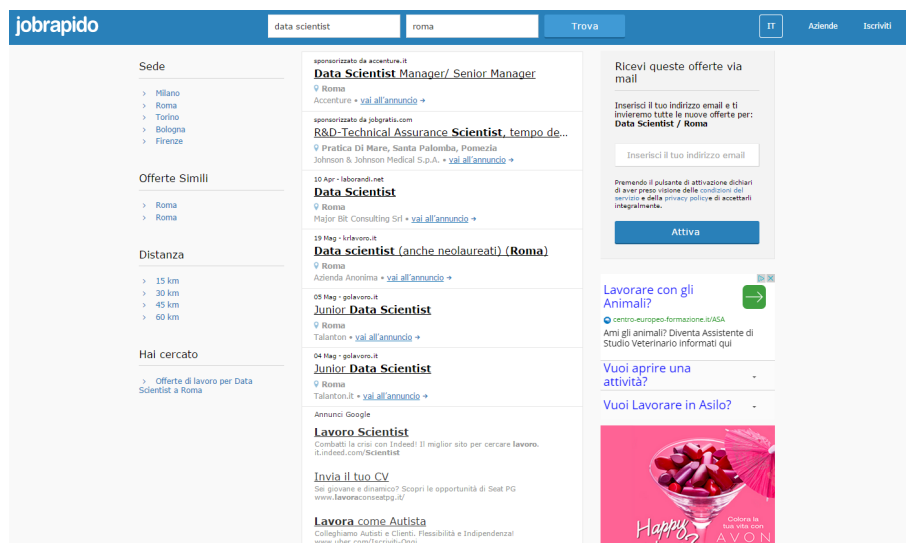 jobrapido
data scientist
roma
Trova
IT
Aziende
Iscriviti
Sede
› Milano
› Roma
› Torino
› Bologna
› Firenze
Offerte Simili
› Roma
› Roma
Distanza
› 15 km
› 30 km
› 45 km
› 60 km
Hai cercato
› Offerte di lavoro per Data
Scientist a Roma
sponsorizzato da accenture.it
Data Scientist Manager/ Senior Manager
Roma
Accenture • vai all'annuncio →
sponsorizzato da jobgratis.com
R&D-Technical Assurance Scientist, tempo de...
Pratica Di Mare, Santa Palomba, Pomezia
Johnson & Johnson Medical S.p.A. • vai all'annuncio →
10 Apr - laborandi.net
Data Scientist
Roma
Major Bit Consulting Srl • vai all'annuncio →
19 Mag - krlavoro.it
Data scientist (anche neolaureati) (Roma)
Roma
Azienda Anonima • vai all'annuncio →
05 Mag - golavoro.it
Junior Data Scientist
Roma
Talanton • vai all'annuncio →
04 Mag - golavoro.it
Junior Data Scientist
Roma
Talanton.it • vai all'annuncio →
Annunci Google
Lavoro Scientist
Combatti la crisi con Indeed! Il miglior sito per cercare lavoro.
it.indeed.com/Scientist
Invia il tuo CV
Sei giovane e dinamico? Scopri le opportunità di Seat PG
www.lavoraconseatpg.it/
Lavora come Autista
Colleghiamo Autisti e Clienti. Flessibilità e Indipendenza!
www.uber.com/Iscriviti-Oggi
Ricevi queste offerte via
mail
Inserisci il tuo indirizzo email e ti
invieremo tutte le nuove offerte per:
Data Scientist / Roma
Inserisci il tuo indirizzo email
Premendo il pulsante di attivazione dichiari
di aver preso visione delle condizioni del
servizio e della privacy policye di accettarli
integralmente.
Attiva
Lavorare con gli
Animali?
centro-europeo-formazione.it/ASA
Ami gli animali? Diventa Assistente di
Studio Veterinario informati qui
Vuoi aprire una
attività?
Vuoi Lavorare in Asilo?
Happy
Colora la
tua vita con
AVON